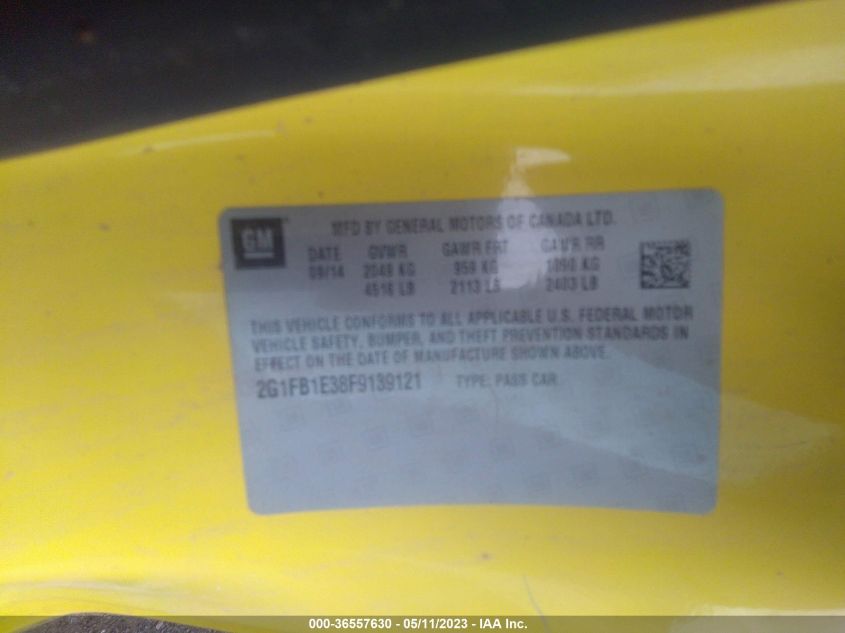 GM
MFD BY GENERAL MOTORS OF CANADA LTD.
DATE GVWR GAWR FRT GAWR RR
09/14 2049 KG 959 KG 1090 KG
4516 LB 2113 LB 2403 LB
THIS VEHICLE CONFORMS TO ALL APPLICABLE U.S. FEDERAL MOTOR
VEHICLE SAFETY, BUMPER, AND THEFT PREVENTION STANDARDS IN
EFFECT ON THE DATE OF MANUFACTURE SHOWN ABOVE.
2G1FB1E38F9139121 TYPE: PASS CAR
000-36557630 - 05/11/2023 - IAA Inc.